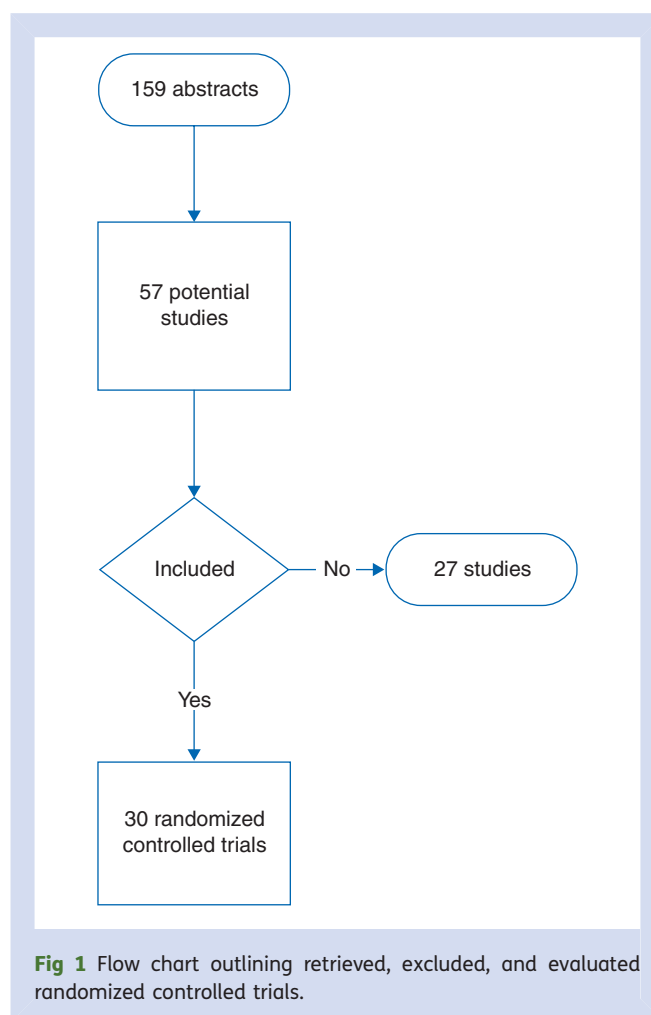 159 abstracts
57 potential
studies
Included
No
27 studies
Yes
30 randomized
controlled trials
Fig 1 Flow chart outlining retrieved, excluded, and evaluated
randomized controlled trials.